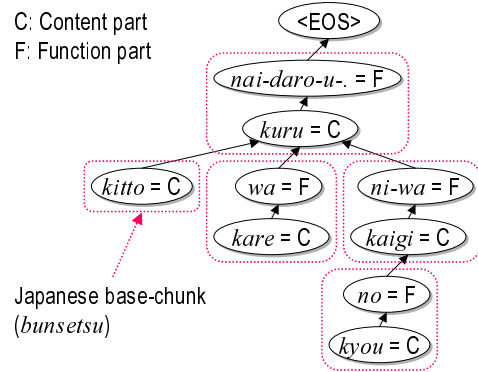 C: Content part
F: Function part
<EOS>
nai-daro-u-. = F
kuru = C
kitto = C
wa = F
ni-wa = F
kare = C
kaigi = C
Japanese base-chunk
(bunsetsu)
no = F
kyou = C